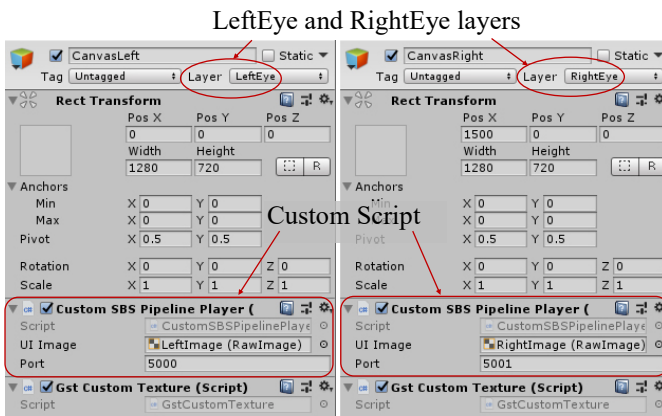 LeftEye and RightEye layers
CanvasLeft Static
Tag Untagged Layer LeftEye
Rect Transform
Pos X Pos Y Pos Z
0 0 0
Width Height
1280 720 R
Anchors
Min X 0 Y 0
Max X 0 Y 0
Pivot X 0.5 Y 0.5
Rotation X 0 Y 0 Z 0
Scale X 1 Y 1 Z 1
Custom SBS Pipeline Player (
Script CustomSBSPipelinePlaye
UI Image LeftImage (RawImage)
Port 5000
Gst Custom Texture (Script)
Script GstCustomTexture
CanvasRight Static
Tag Untagged Layer RightEye
Rect Transform
Pos X Pos Y Pos Z
1500 0 0
Width Height
1280 720 R
Anchors
Min X 0 Y 0
Max X 0 Y 0
Pivot X 0.5 Y 0.5
Rotation X 0 Y 0 Z 0
Scale X 1 Y 1 Z 1
Custom SBS Pipeline Player (
Script CustomSBSPipelinePlaye
UI Image RightImage (RawImage)
Port 5001
Gst Custom Texture (Script)
Script GstCustomTexture
Custom Script